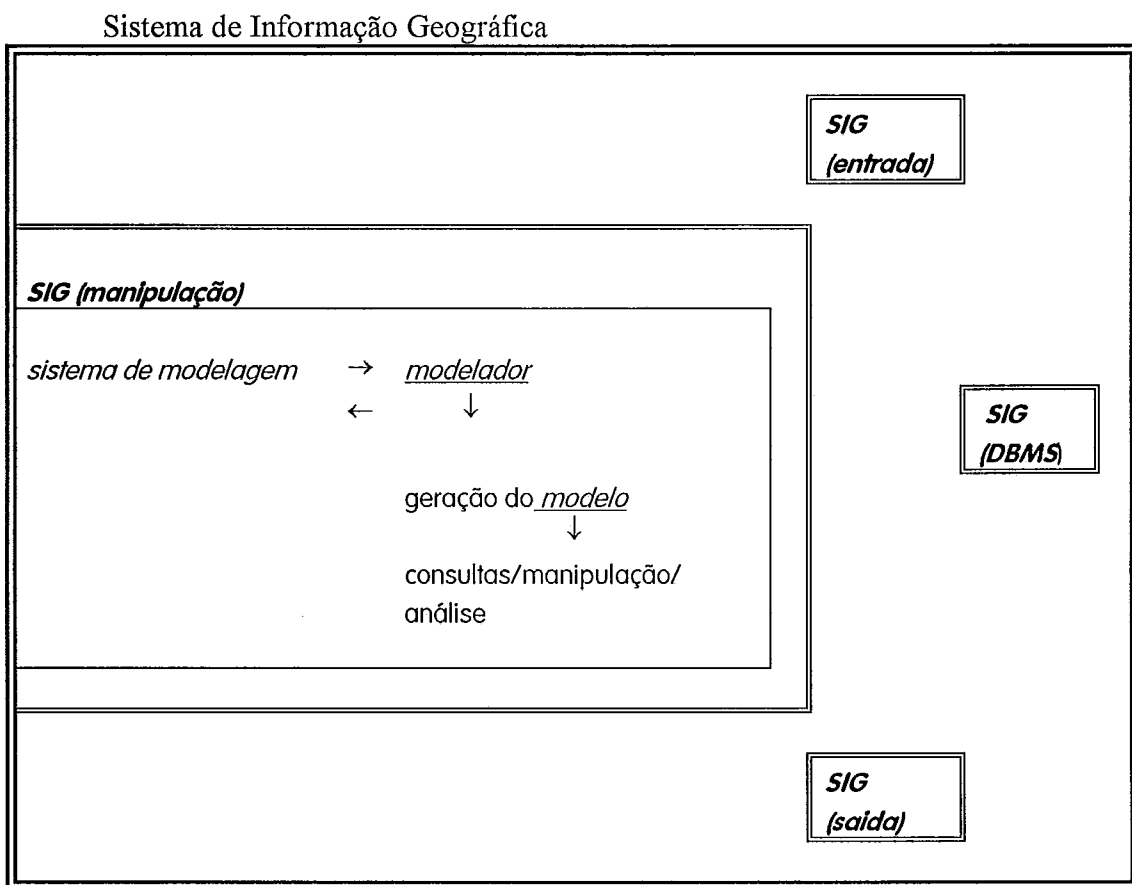 Sistema de Informação Geográfica
SIG
(entrada)
SIG (manipulação)
sistema de modelagem → modelador
← ↓
SIG
(DBMS)
geração do modelo
↓
consultas/manipulação/
análise
SIG
(saida)